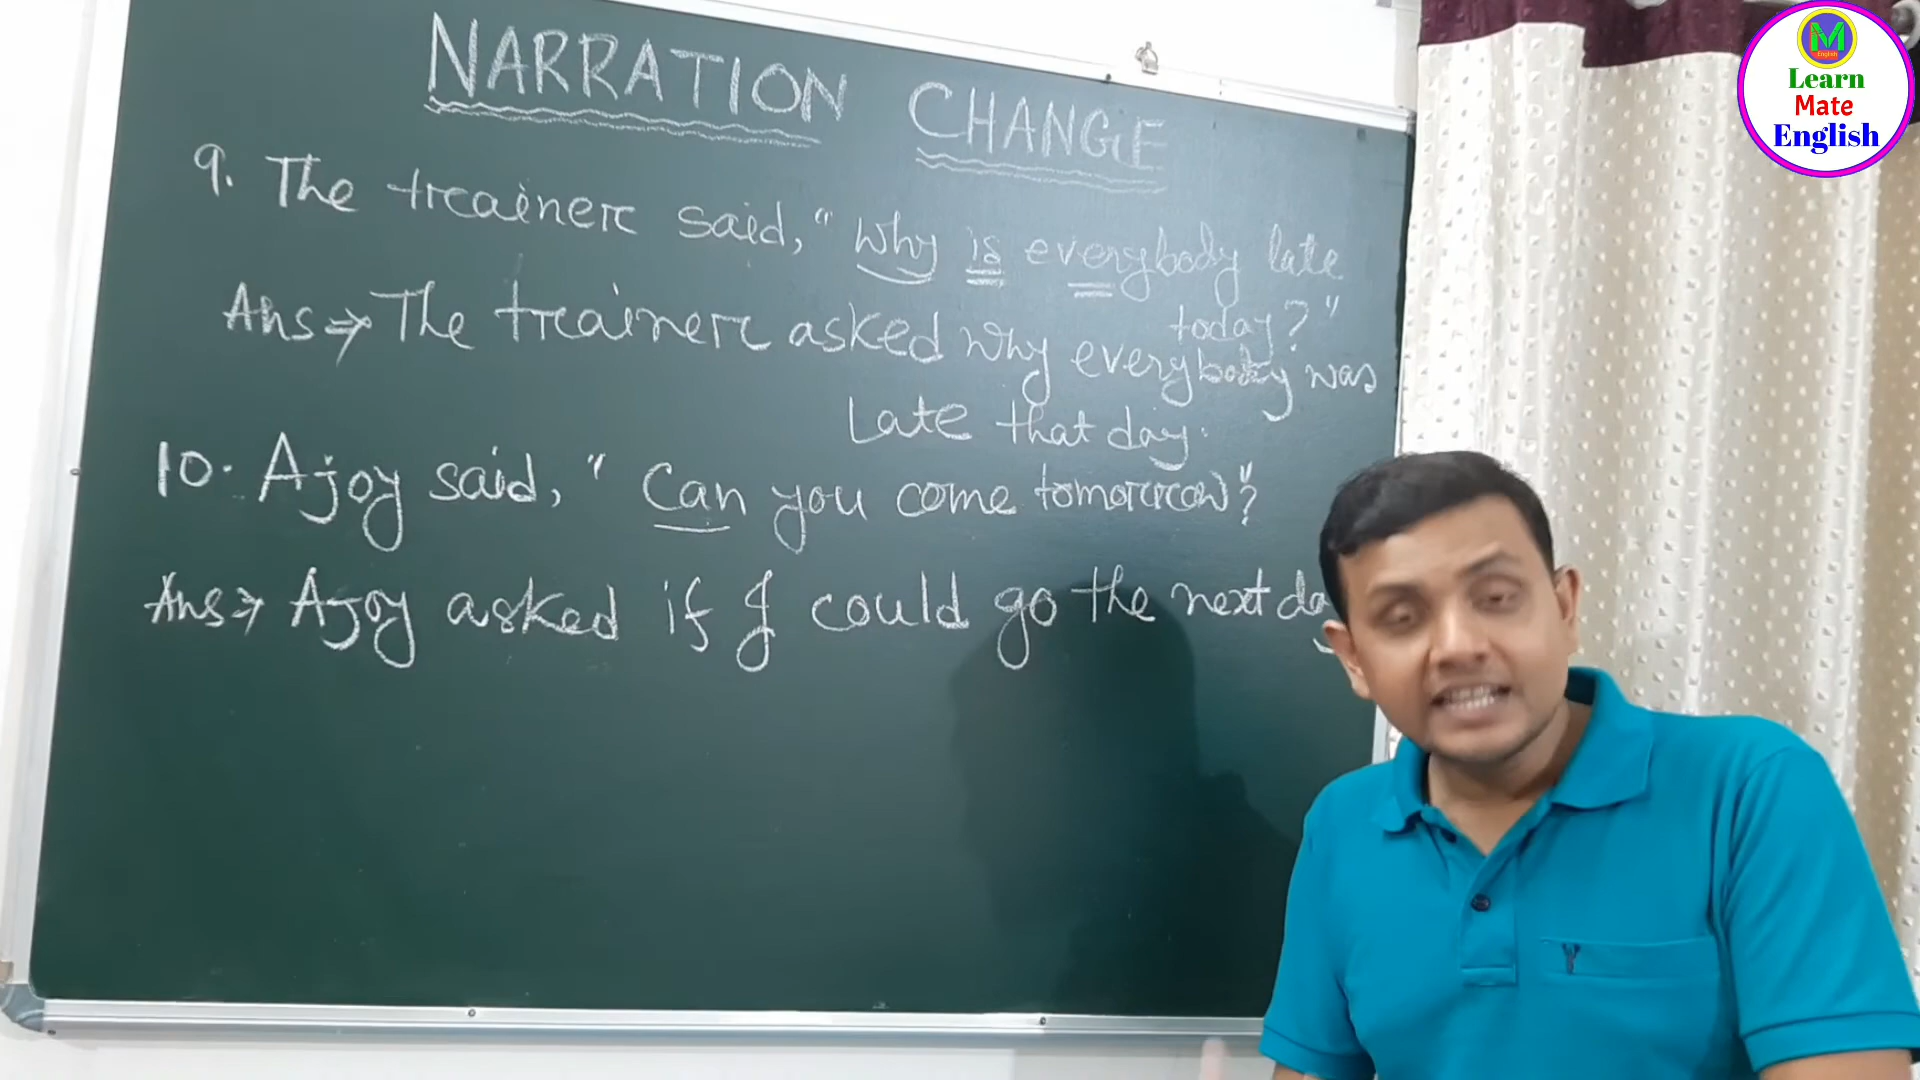 NARRATION CHANGE
9. The trainer said, "Why is everybody late
today?"
Ans⇒ The trainer asked why everybody was
Late that day.
10. Ajoy said, "Can you come tomorrow"?
Ans⇒ Ajoy asked if I could go the next day
M
English
Learn
Mate
English